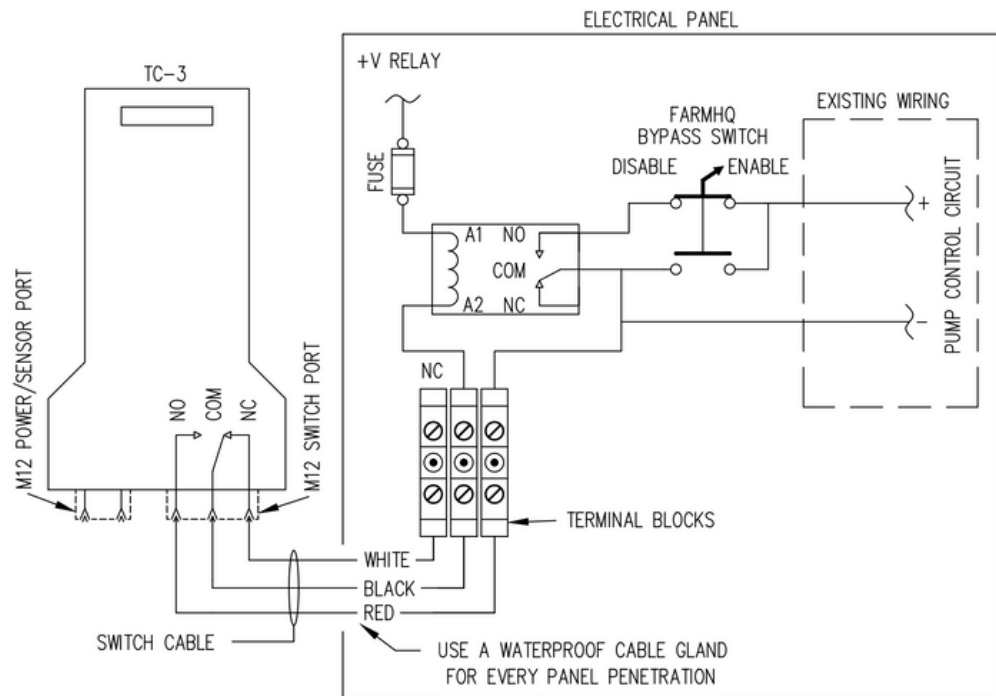 ELECTRICAL PANEL
TC-3
+V RELAY
FUSE
FARMHQ
BYPASS SWITCH
DISABLE
ENABLE
EXISTING WIRING
+
-
PUMP CONTROL CIRCUIT
A1
NO
COM
A2
NC
NC
M12 POWER/SENSOR PORT
NO
COM
NC
M12 SWITCH PORT
TERMINAL BLOCKS
WHITE
BLACK
RED
SWITCH CABLE
USE A WATERPROOF CABLE GLAND
FOR EVERY PANEL PENETRATION